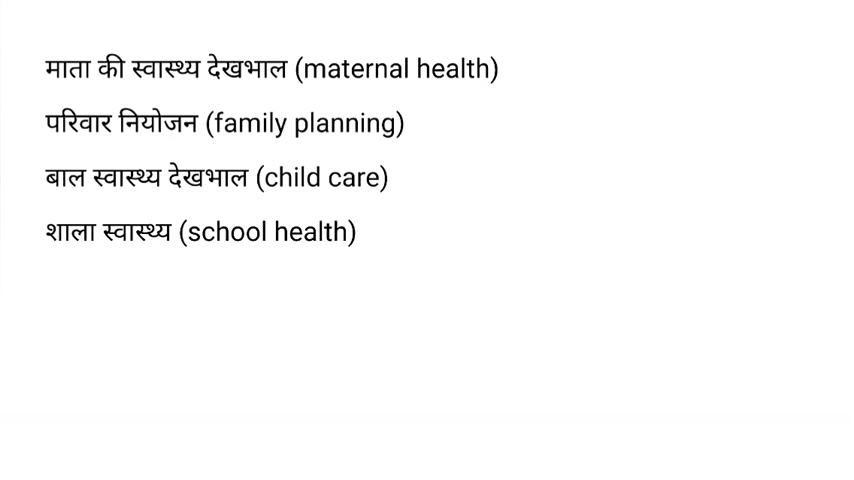 माता की स्वास्थ्य देखभाल (maternal health)
परिवार नियोजन (family planning)
बाल स्वास्थ्य देखभाल (child care)
शाला स्वास्थ्य (school health)